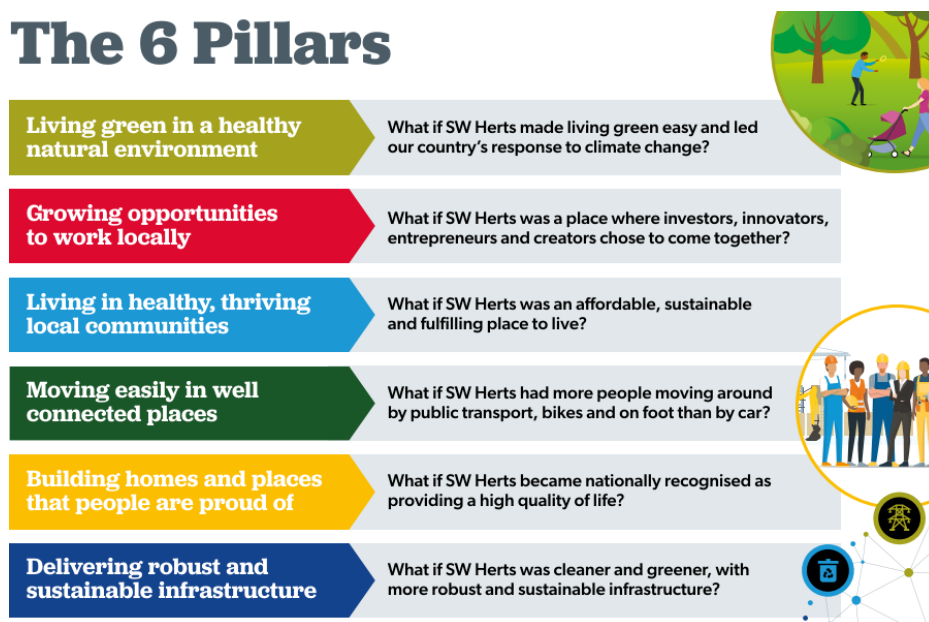 The 6 Pillars
Living green in a healthy
natural environment
What if SW Herts made living green easy and led
our country's response to climate change?
Growing opportunities
to work locally
What if SW Herts was a place where investors, innovators,
entrepreneurs and creators chose to come together?
Living in healthy, thriving
local communities
What if SW Herts was an affordable, sustainable
and fulfilling place to live?
Moving easily in well
connected places
What if SW Herts had more people moving around
by public transport, bikes and on foot than by car?
Building homes and places
that people are proud of
What if SW Herts became nationally recognised as
providing a high quality of life?
Delivering robust and
sustainable infrastructure
What if SW Herts was cleaner and greener, with
more robust and sustainable infrastructure?